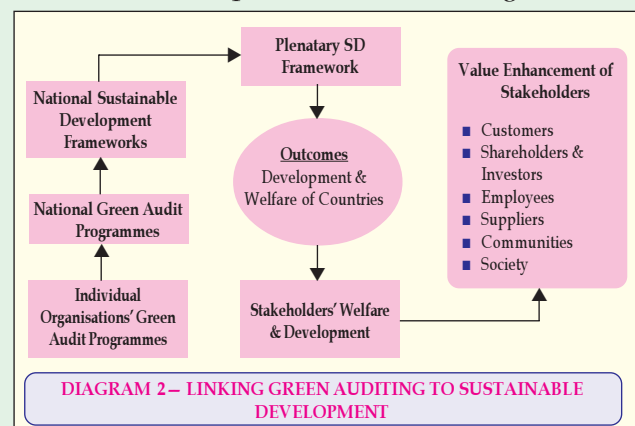 Plenatary SD
Framework
National Sustainable
Development
Frameworks
National Green Audit
Programmes
Individual
Organisations' Green
Audit Programmes
Outcomes
Development &
Welfare of Countries
Stakeholders' Welfare
& Development
Value Enhancement of
Stakeholders
■ Customers
■ Shareholders &
Investors
■ Employees
■ Suppliers
■ Communities
■ Society
DIAGRAM 2– LINKING GREEN AUDITING TO SUSTAINABLE
DEVELOPMENT